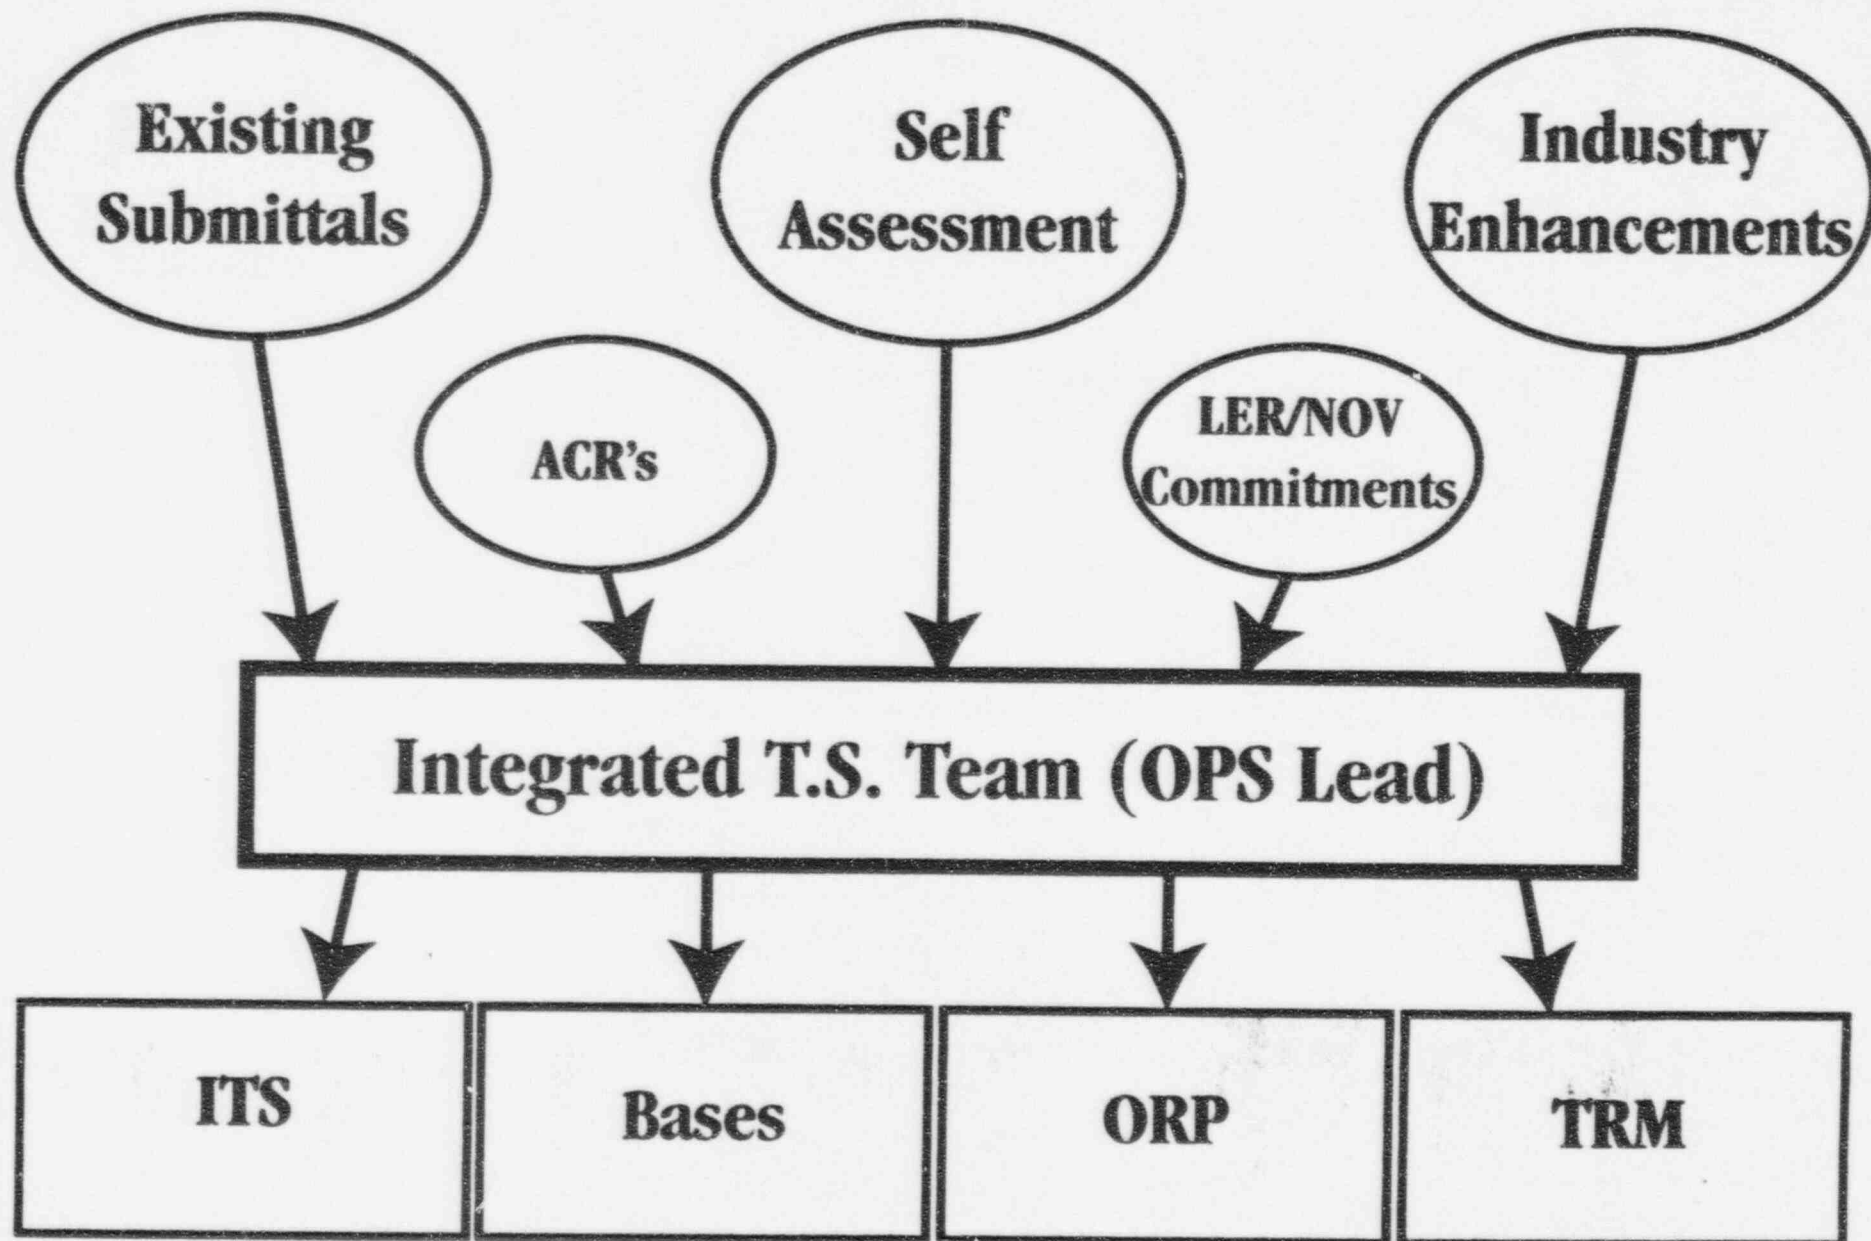 Existing
Submittals
Self
Assessment
Industry
Enhancements
ACR's
LER/NOV
Commitments
Integrated T.S. Team (OPS Lead)
ITS
Bases
ORP
TRM